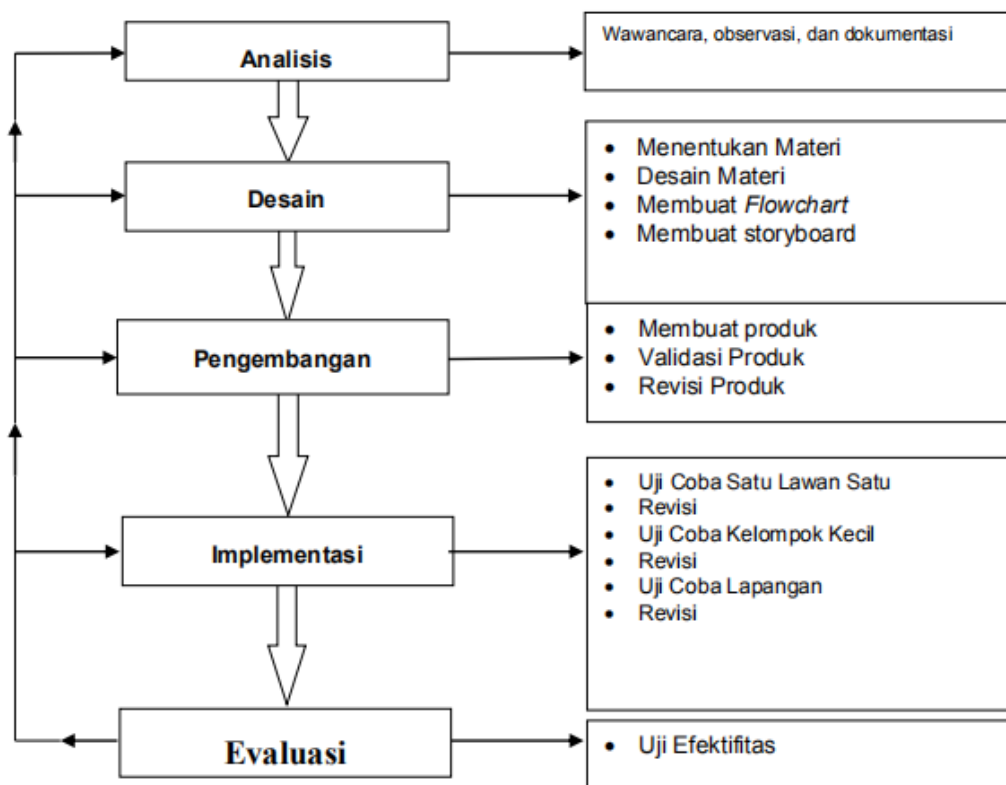 Analisis
Wawancara, observasi, dan dokumentasi
Desain
• Menentukan Materi
• Desain Materi
• Membuat Flowchart
• Membuat storyboard
Pengembangan
• Membuat produk
• Validasi Produk
• Revisi Produk
Implementasi
• Uji Coba Satu Lawan Satu
• Revisi
• Uji Coba Kelompok Kecil
• Revisi
• Uji Coba Lapangan
• Revisi
Evaluasi
• Uji Efektifitas